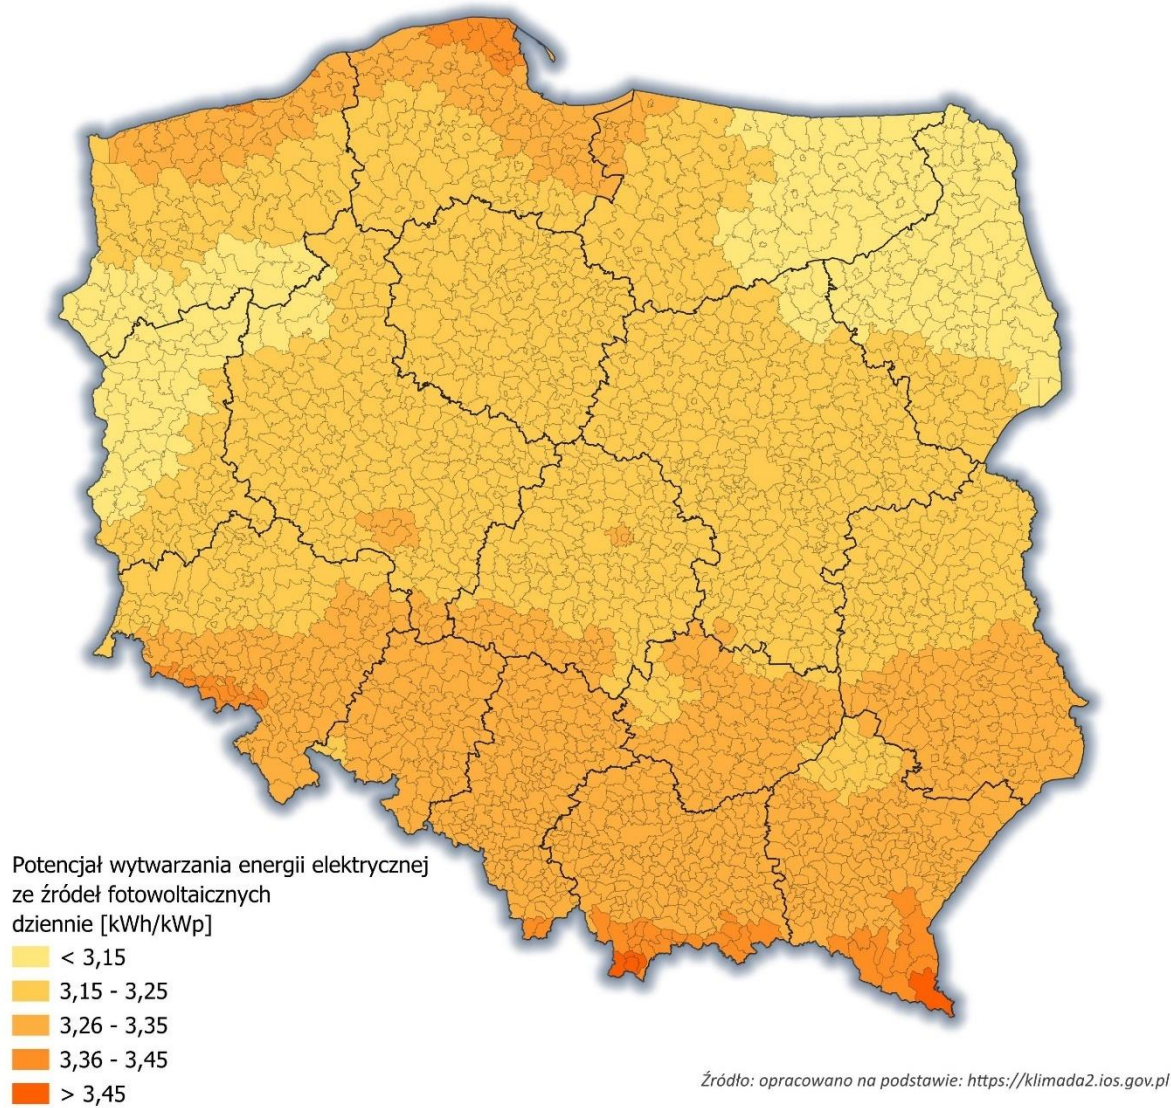 Potencjał wytwarzania energii elektrycznej
ze źródeł fotowoltaicznych
dziennie [kWh/kWp]
< 3,15
3,15 - 3,25
3,26 - 3,35
3,36 - 3,45
> 3,45
Źródło: opracowano na podstawie: https://klimada2.ios.gov.pl